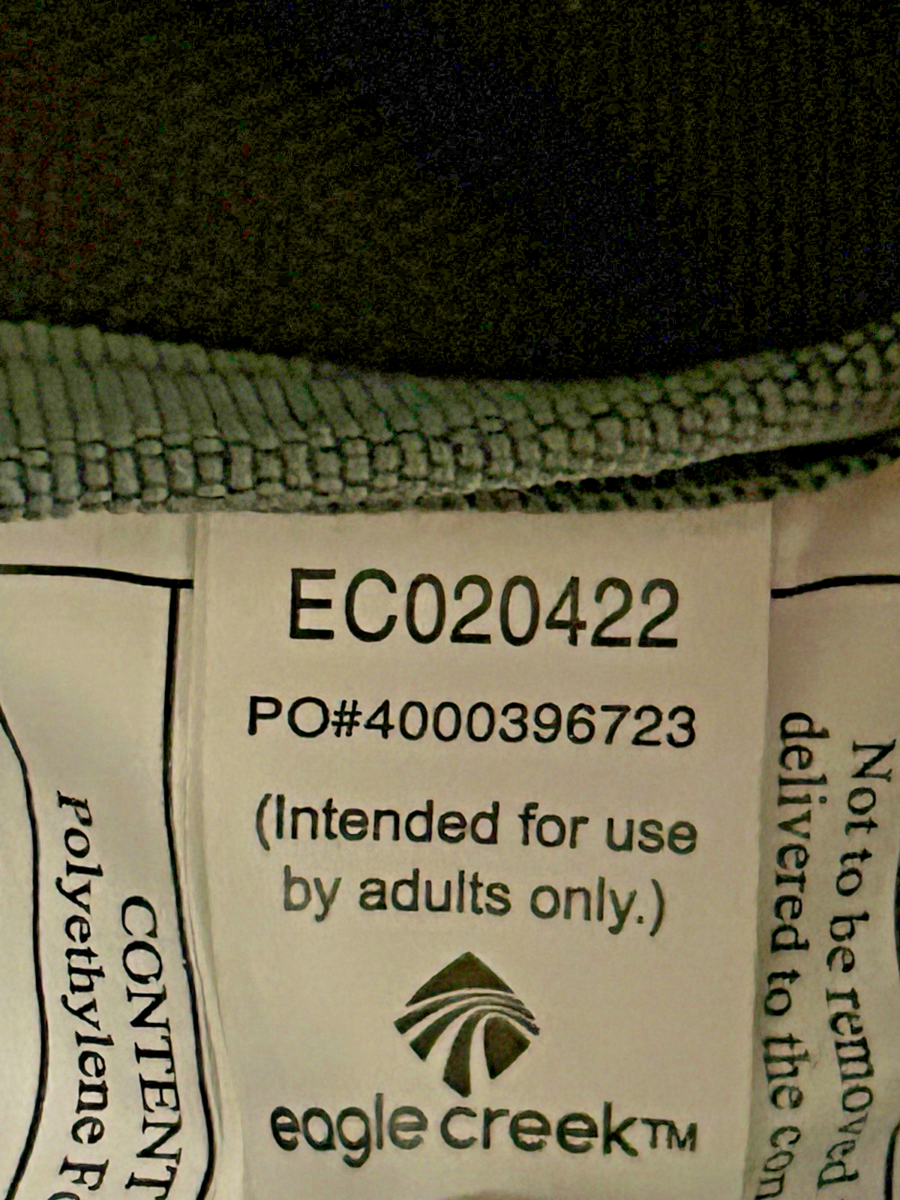 EC020422
PO#4000396723
(Intended for use
by adults only.)
eagle creek™
CONTENT
Polyethylene
Not to be removed
delivered to the